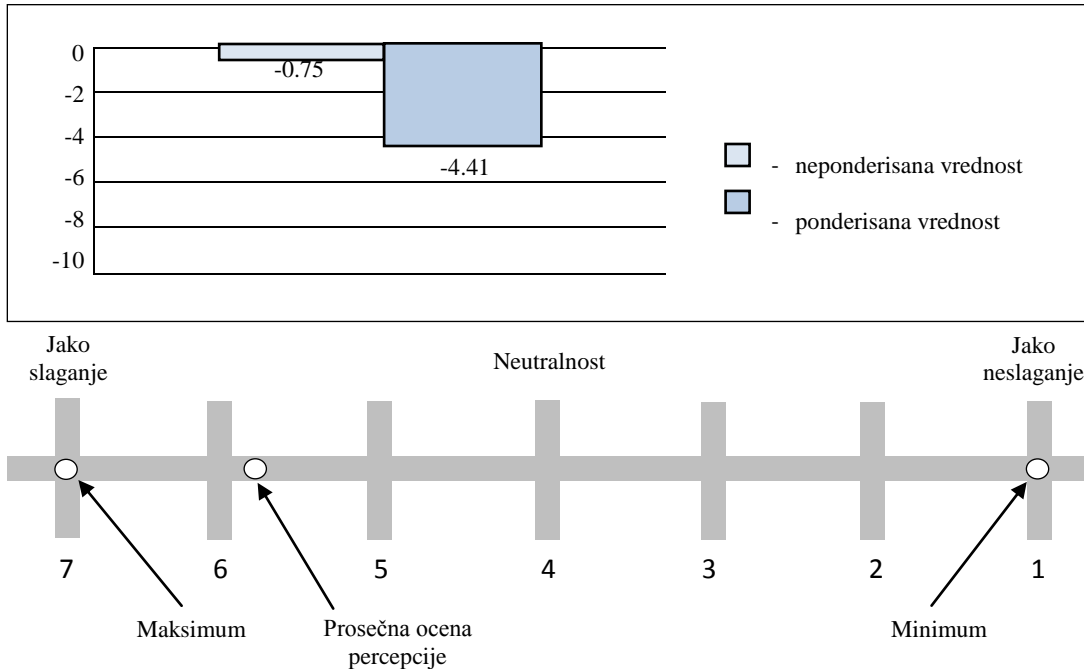 0
-2
-4
-6
-8
-10
-0.75
-4.41
- neponderisana vrednost
- ponderisana vrednost
Jako
slaganje
Neutralnost
Jako
neslaganje
7 6 5 4 3 2 1
Maksimum
Prosečna ocena
percepcije
Minimum